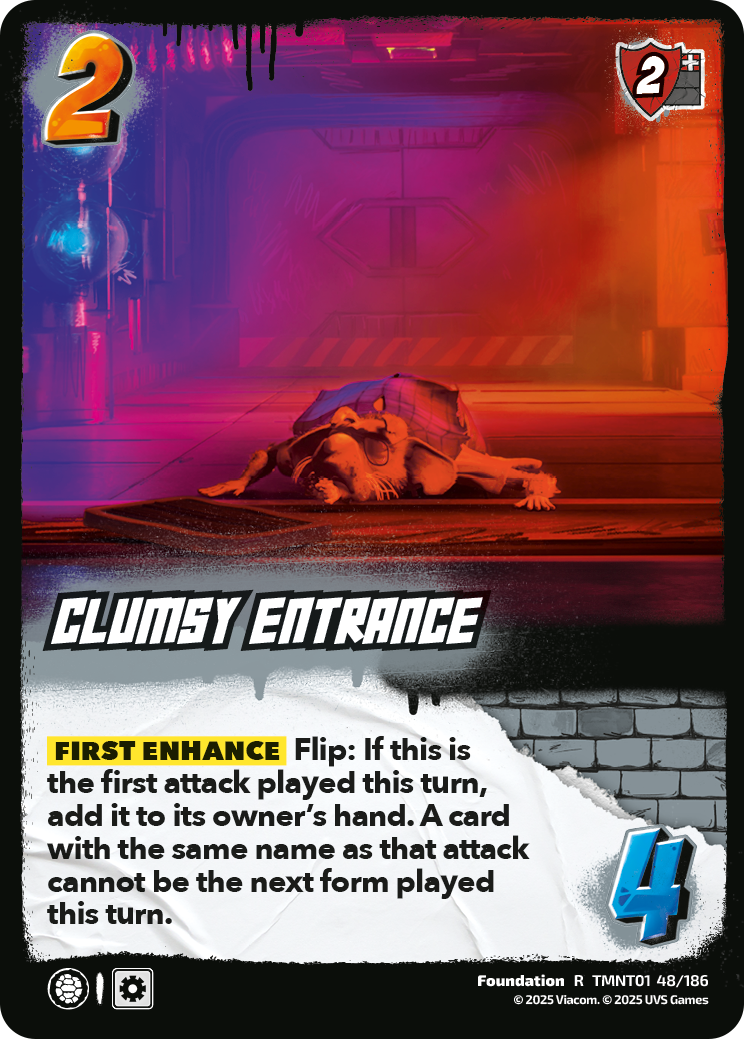 2
2
CLUMSY ENTRANCE
FIRST ENHANCE Flip: If this is
the first attack played this turn,
add it to its owner’s hand. A card
with the same name as that attack
cannot be the next form played
this turn.
4
Foundation R TMNT01 48/186
© 2025 Viacom. © 2025 UVS Games